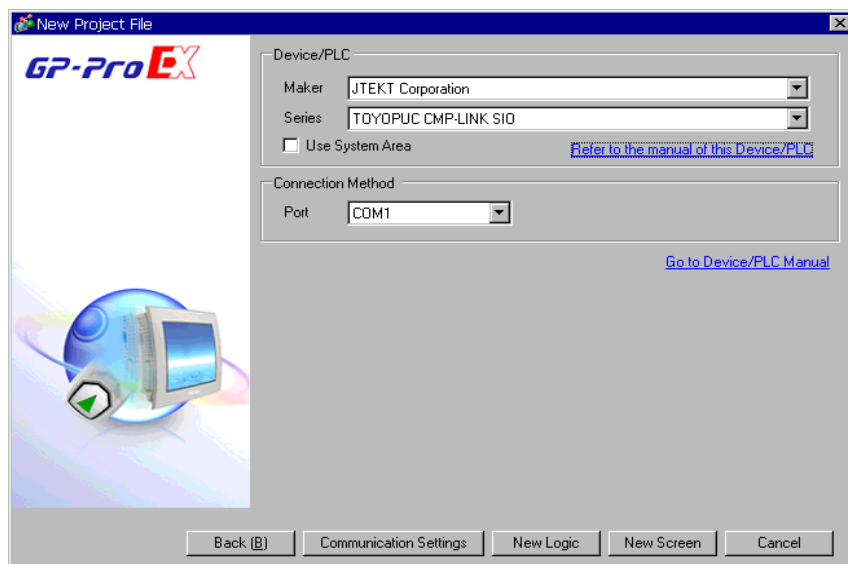 New Project File
GP-Pro EX
Device/PLC
Maker JTEKT Corporation
Series TOYOPUC CMP-LINK SIO
Use System Area Refer to the manual of this Device/PLC
Connection Method
Port COM1
Go to Device/PLC Manual
Back (B) Communication Settings New Logic New Screen Cancel